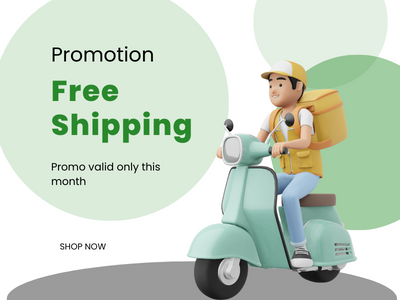 Promotion
Free
Shipping
Promo valid only this
month
SHOP NOW